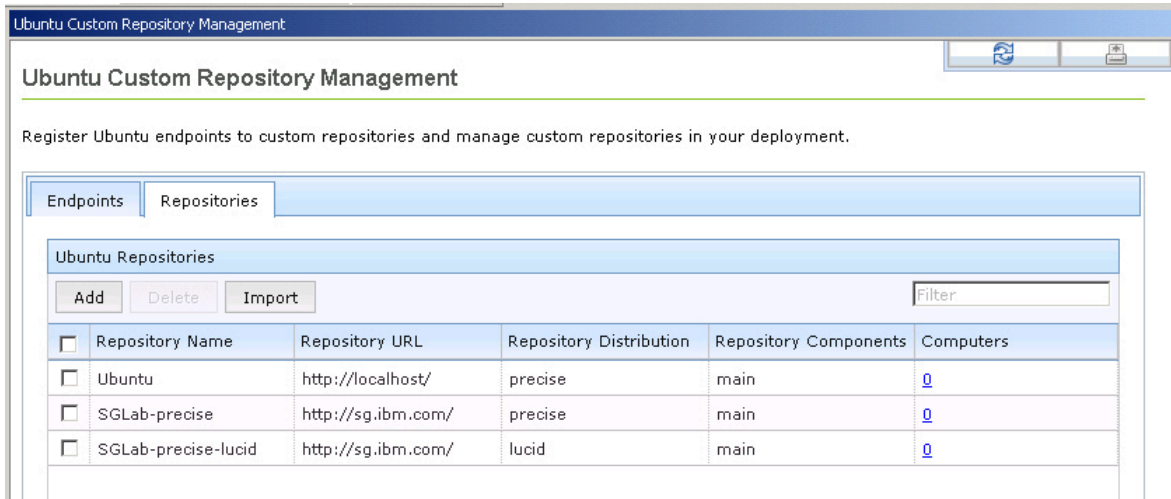 Ubuntu Custom Repository Management
Ubuntu Custom Repository Management
Register Ubuntu endpoints to custom repositories and manage custom repositories in your deployment.
Endpoints Repositories
Ubuntu Repositories
Add Delete Import Filter
Repository Name Repository URL Repository Distribution Repository Components Computers
Ubuntu http://localhost/ precise main 0
SGLab-precise http://sg.ibm.com/ precise main 0
SGLab-precise-lucid http://sg.ibm.com/ lucid main 0